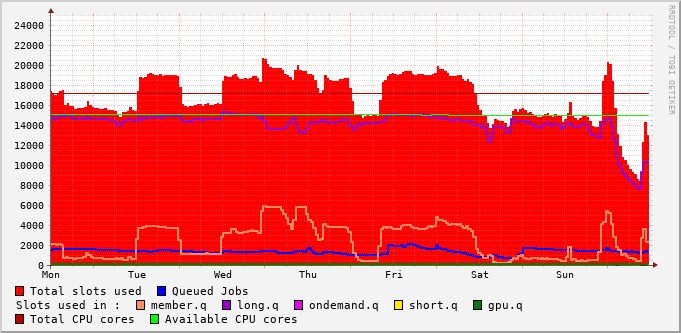 RRDTOOL / TOBI OETIKER
24000
22000
20000
18000
16000
14000
12000
10000
8000
6000
4000
2000
0
Mon Tue Wed Thu Fri Sat Sun
Total slots used Queued Jobs
Slots used in : member.q long.q ondemand.q short.q gpu.q
Total CPU cores Available CPU cores